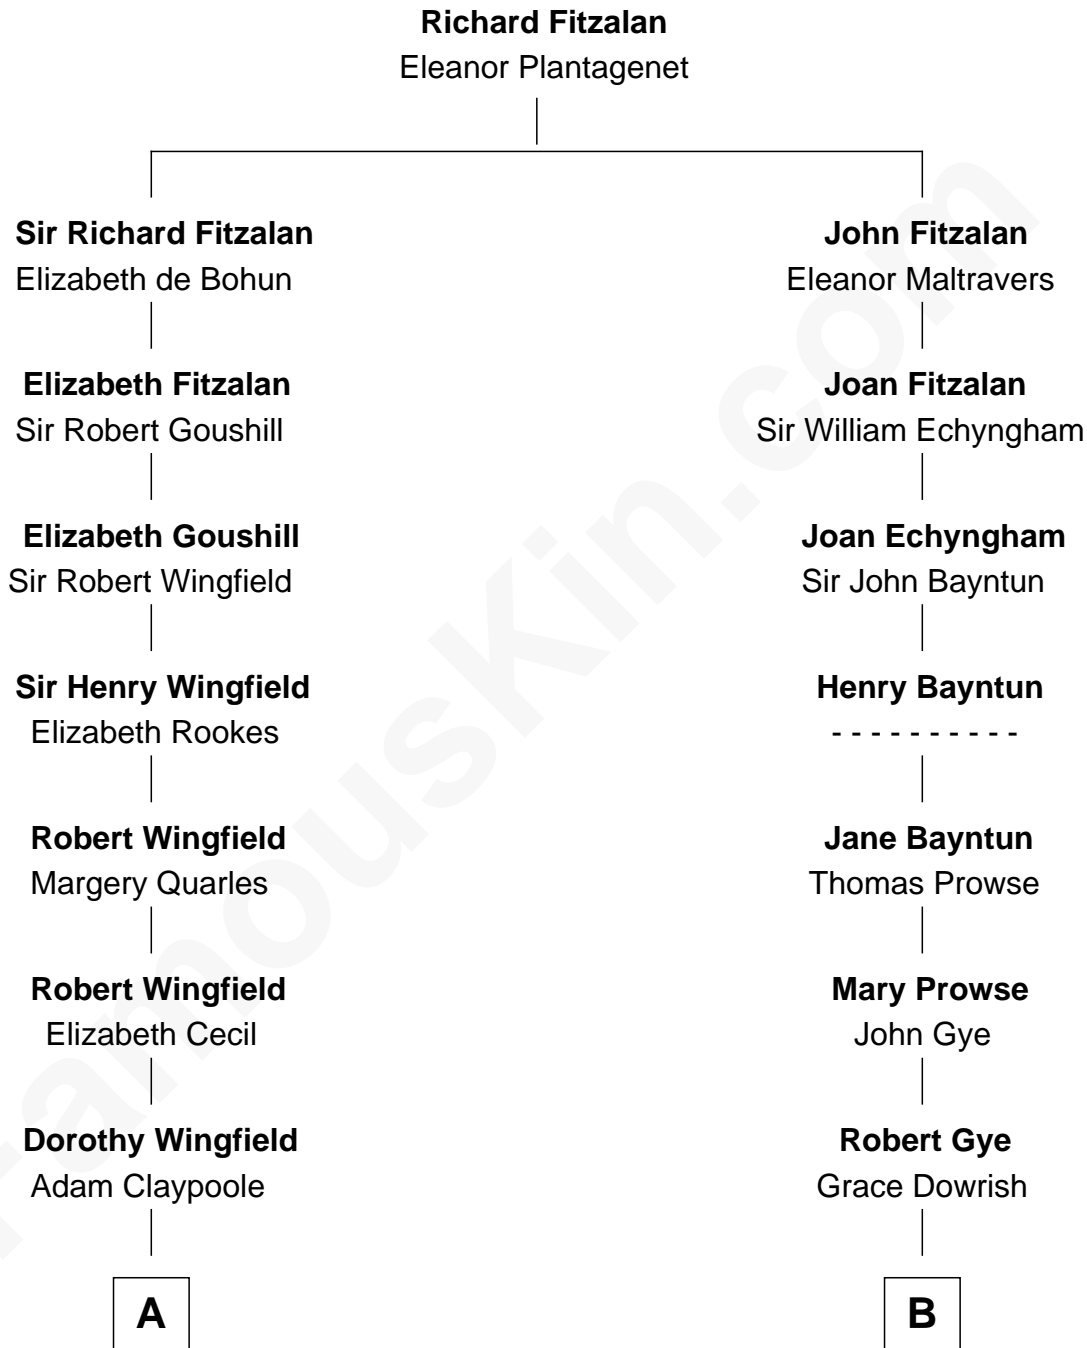 Richard Fitzalan
Eleanor Plantagenet
Sir Richard Fitzalan
Elizabeth de Bohun
John Fitzalan
Eleanor Maltravers
Elizabeth Fitzalan
Sir Robert Goushill
Joan Fitzalan
Sir William Echyngham
Elizabeth Goushill
Sir Robert Wingfield
Joan Echyngham
Sir John Bayntun
Sir Henry Wingfield
Elizabeth Rookes
Henry Bayntun
- - - - - - - - - -
Robert Wingfield
Margery Quarles
Jane Bayntun
Thomas Prowse
Robert Wingfield
Elizabeth Cecil
Mary Prowse
John Gye
Dorothy Wingfield
Adam Claypoole
Robert Gye
Grace Dowrish
A
B
FamousKin.com